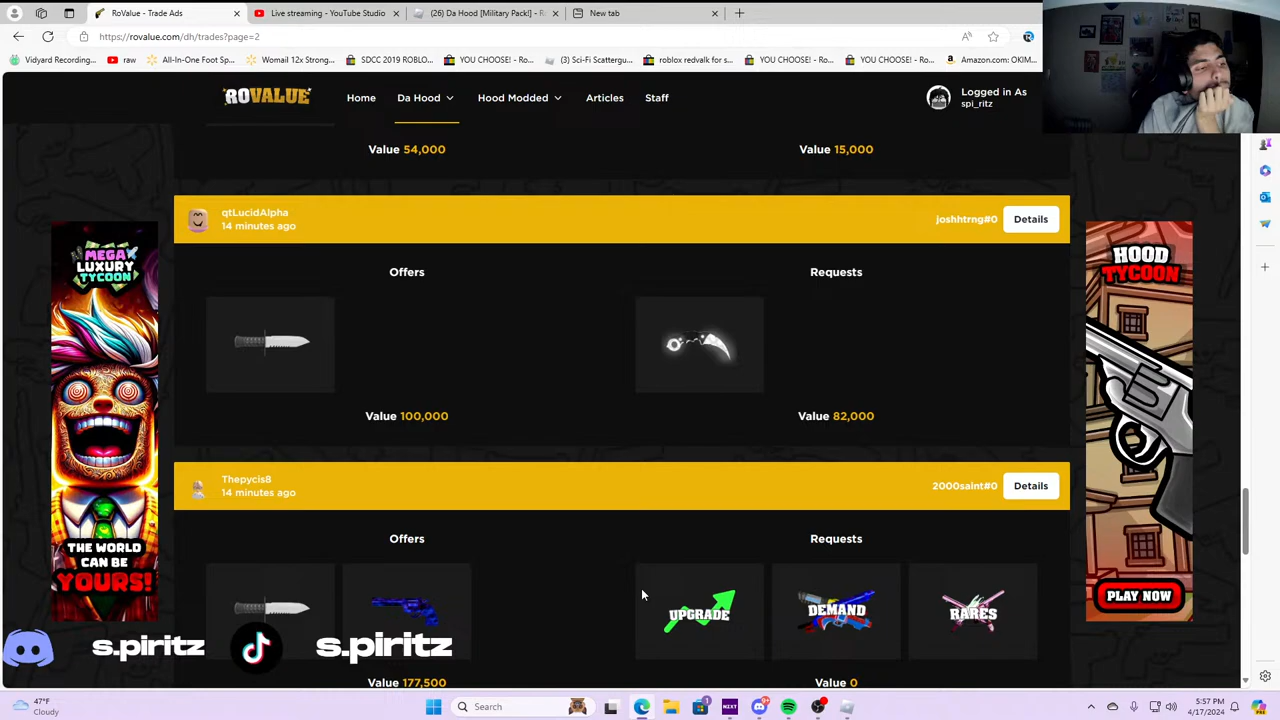 RoValue - Trade Ads
Live streaming - YouTube Studio
(26) Da Hood [Military Pack!] - Ro
New tab
https://rovalue.com/dh/trades?page=2
Vidyard Recording...
raw
All-In-One Foot Sp...
Womail 12x Strong...
SDCC 2019 ROBLO...
YOU CHOOSE! - Ro...
(3) Sci-Fi Scattergu...
roblox redvalk for s...
YOU CHOOSE! - Ro...
YOU CHOOSE! - Ro...
Amazon.com: OKIM...
ROVALUE
Home
Da Hood
Hood Modded
Articles
Staff
Logged in As
spi_ritz
Value 54,000
Value 15,000
qtLucidAlpha
14 minutes ago
joshhtrng#0
Details
Offers
Requests
Value 100,000
Value 82,000
Thepycis8
14 minutes ago
2000saint#0
Details
Offers
Requests
UPGRADE
DEMAND
RARES
Value 177,500
Value 0
MEGA
LUXURY
TYCOON
THE WORLD
CAN BE
YOURS!
HOOD
TYCOON
PLAY NOW
s.piritz
s.piritz
47°F
Cloudy
Search
5:57 PM
4/17/2024